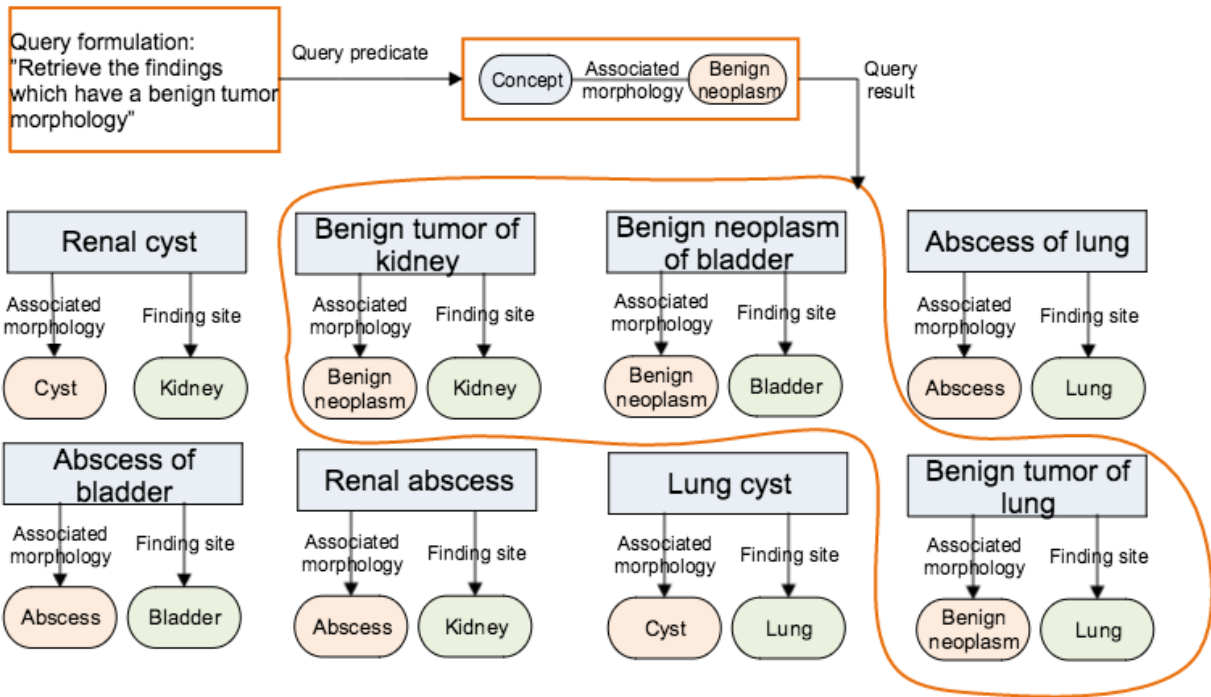 Query formulation:
"Retrieve the findings
which have a benign tumor
morphology"
Query predicate
Concept
Associated
morphology
Benign
neoplasm
Query
result
Renal cyst
Associated
morphology
Finding site
Cyst
Kidney
Benign tumor of
kidney
Associated
morphology
Finding site
Benign
neoplasm
Kidney
Benign neoplasm
of bladder
Associated
morphology
Finding site
Benign
neoplasm
Bladder
Abscess of lung
Associated
morphology
Finding site
Abscess
Lung
Abscess of
bladder
Associated
morphology
Finding site
Abscess
Bladder
Renal abscess
Associated
morphology
Finding site
Abscess
Kidney
Lung cyst
Associated
morphology
Finding site
Cyst
Lung
Benign tumor of
lung
Associated
morphology
Finding site
Benign
neoplasm
Lung